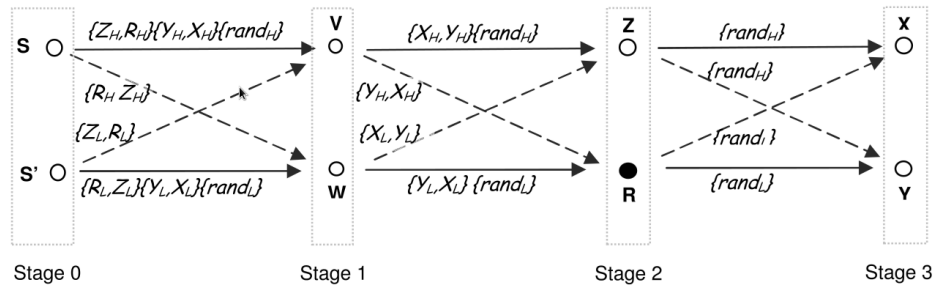 S
{Z_H,R_H}{Y_H,X_H}{rand_H}
V
{X_H,Y_H}{rand_H}
Z
{rand_H}
X
{R_H Z_H}
{Y_H,X_H}
{rand_H}
{Z_L,R_L}
{X_L,Y_L}
{rand_L}
S'
{R_L,Z_L}{Y_L,X_L}{rand_L}
W
{Y_L,X_L} {rand_L}
R
{rand_L}
Y
Stage 0
Stage 1
Stage 2
Stage 3